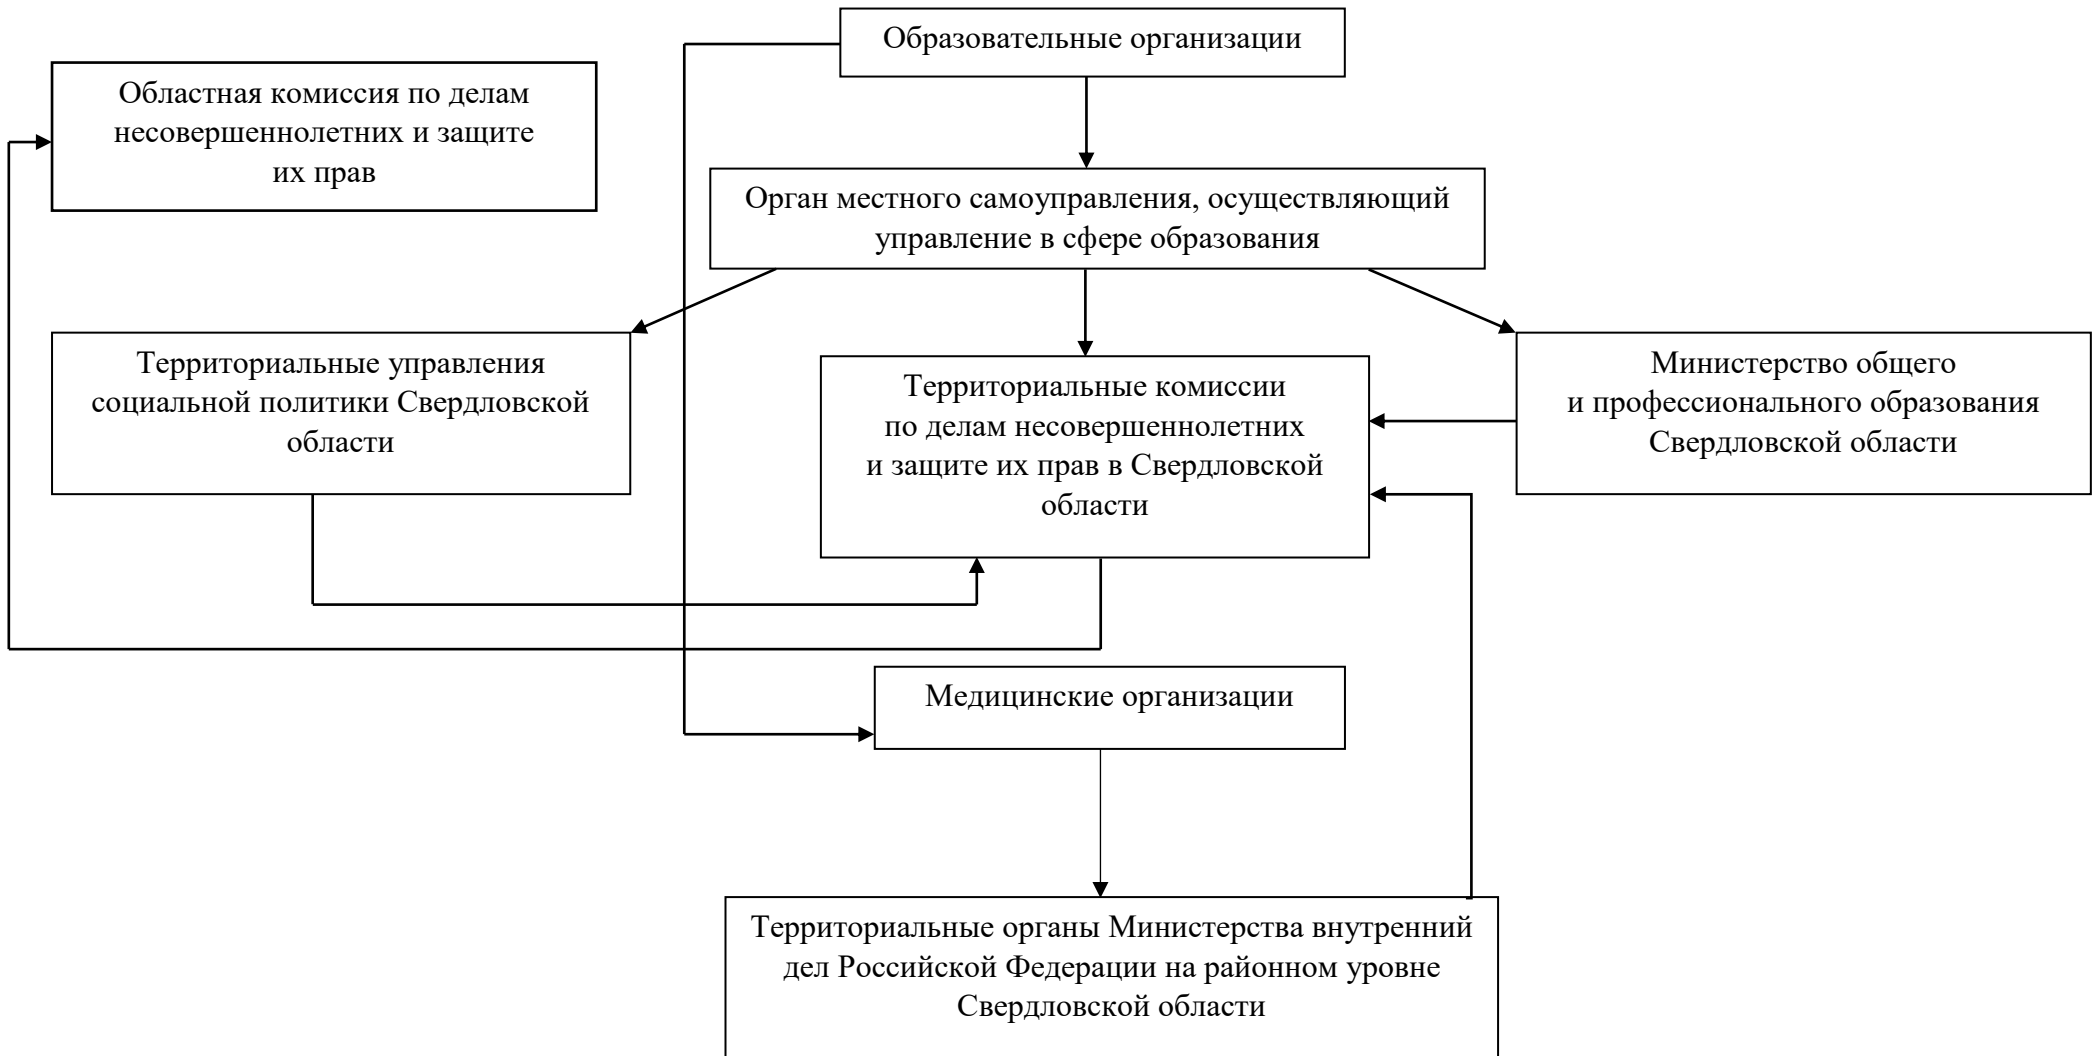 Образовательные организации
Областная комиссия по делам
несовершеннолетних и защите
их прав
Орган местного самоуправления, осуществляющий
управление в сфере образования
Территориальные управления
социальной политики Свердловской
области
Территориальные комиссии
по делам несовершеннолетних
и защите их прав в Свердловской
области
Министерство общего
и профессионального образования
Свердловской области
Медицинские организации
Территориальные органы Министерства внутренний
дел Российской Федерации на районном уровне
Свердловской области